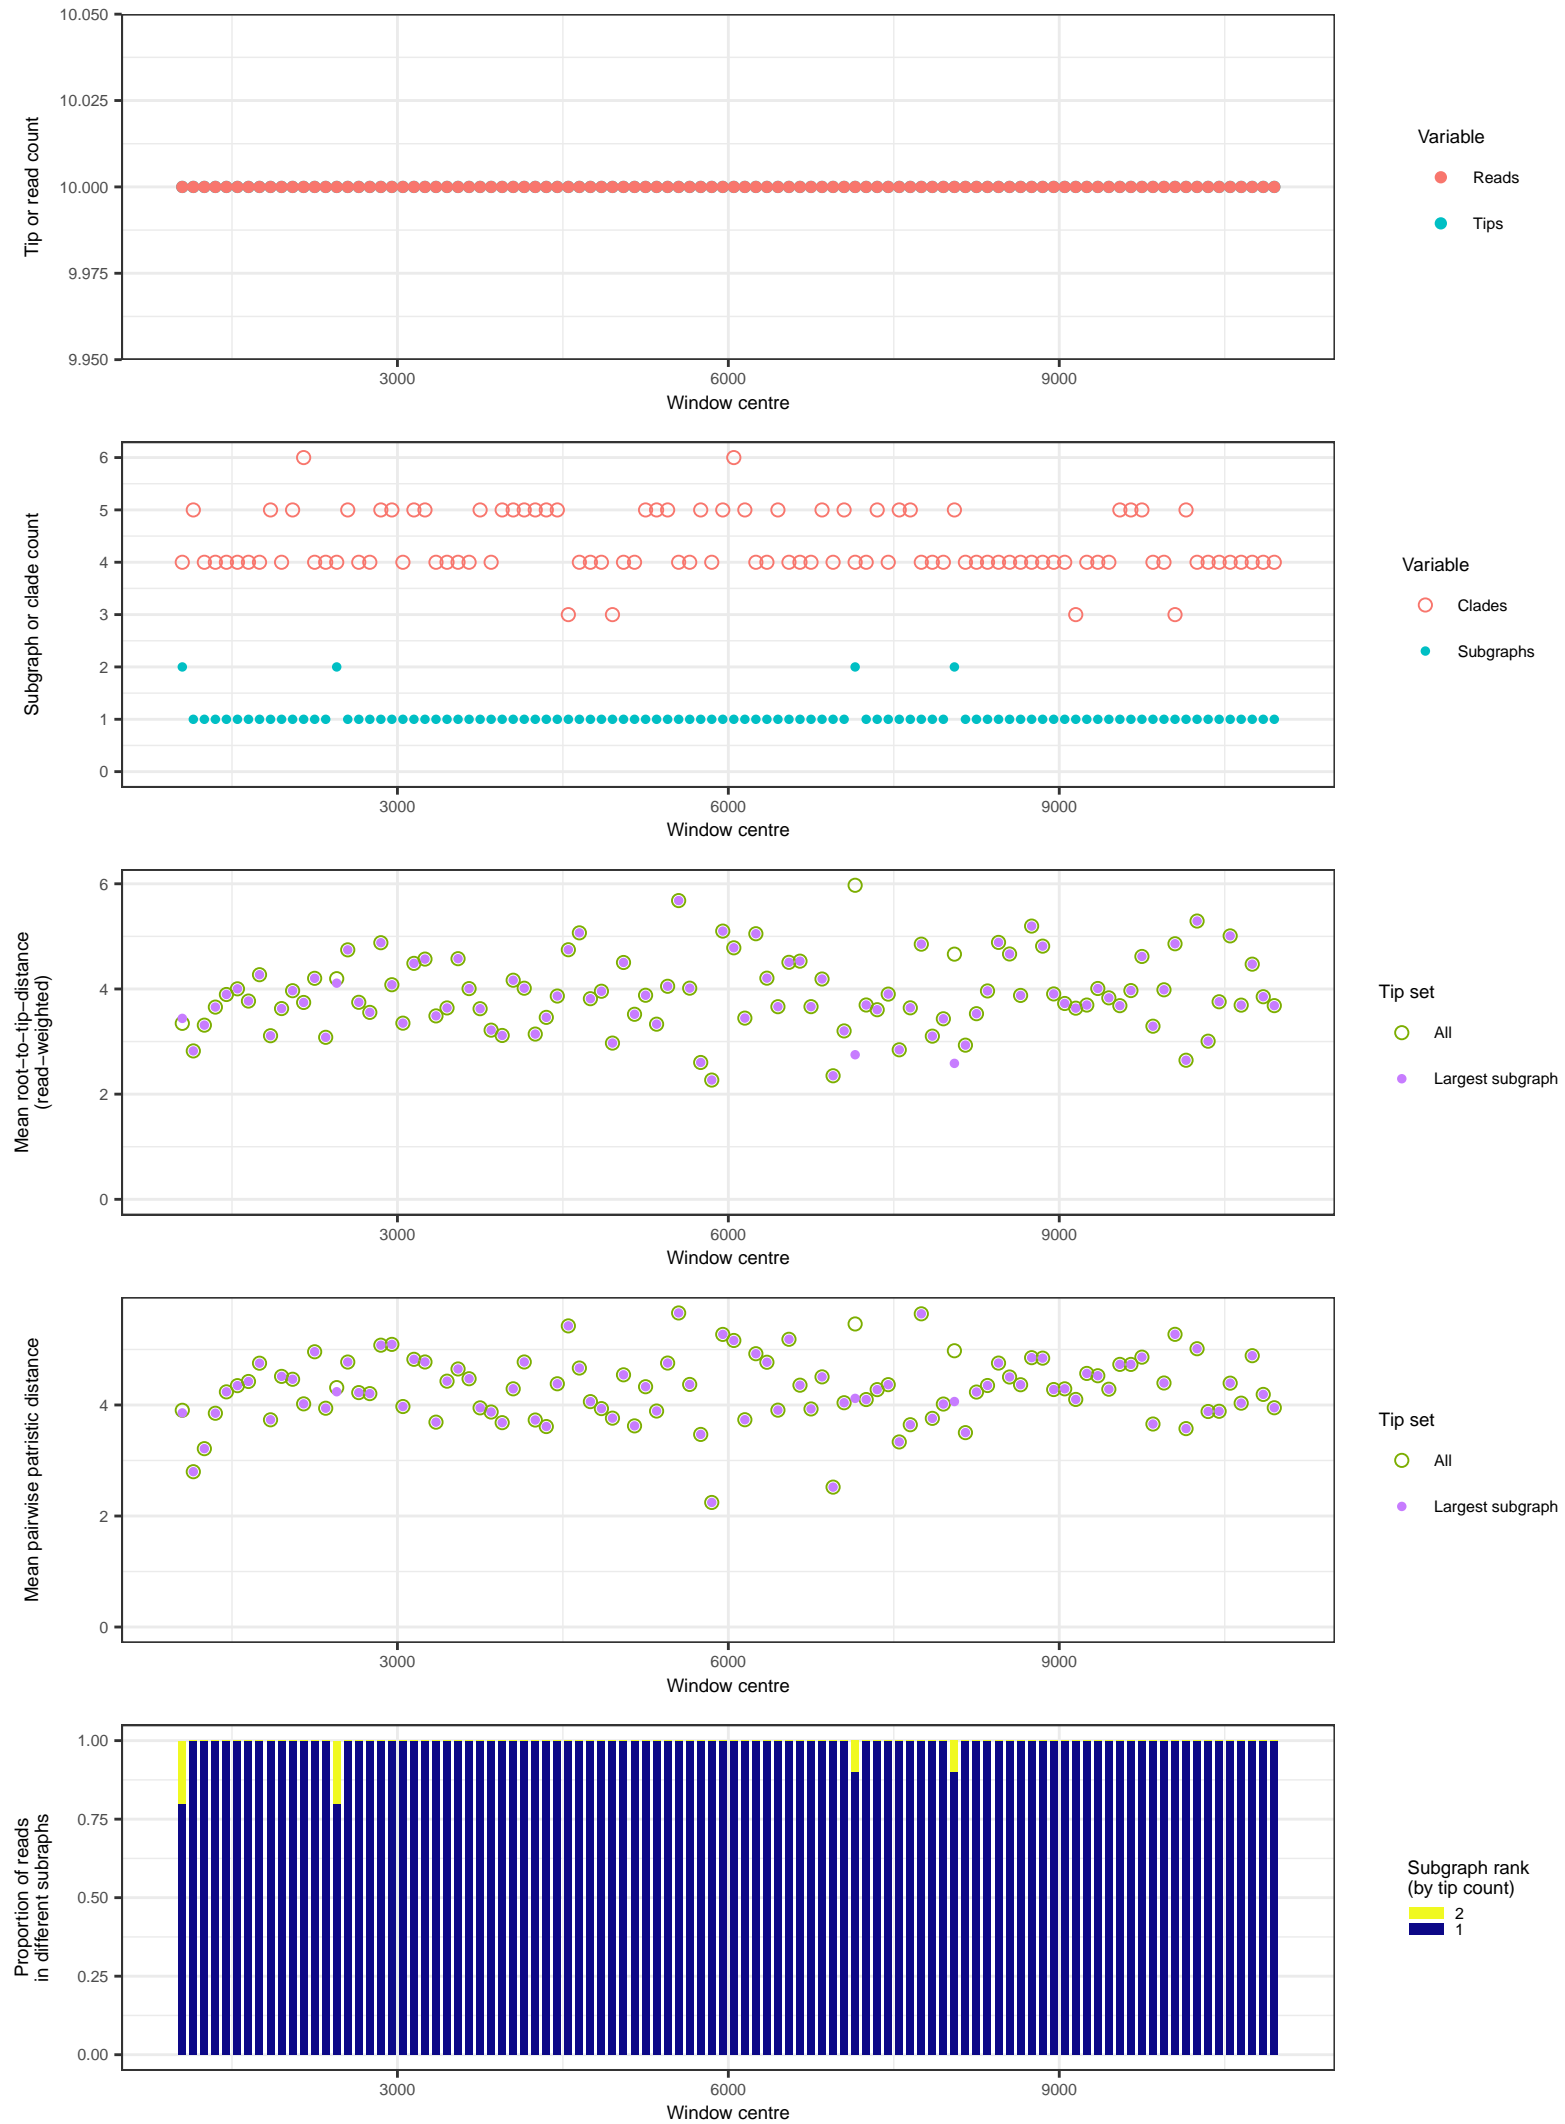 10.050
10.025
10.000
9.975
9.950
Tip or read count
3000 6000 9000
Window centre
Variable
Reads
Tips
6
5
4
3
2
1
0
Subgraph or clade count
3000 6000 9000
Window centre
Variable
Clades
Subgraphs
6
4
2
0
Mean root−to−tip−distance
(read−weighted)
3000 6000 9000
Window centre
Tip set
All
Largest subgraph
4
2
0
Mean pairwise patristic distance
3000 6000 9000
Window centre
Tip set
All
Largest subgraph
1.00
0.75
0.50
0.25
0.00
Proportion of reads
in different subraphs
3000 6000 9000
Window centre
Subgraph rank
(by tip count)
2
1